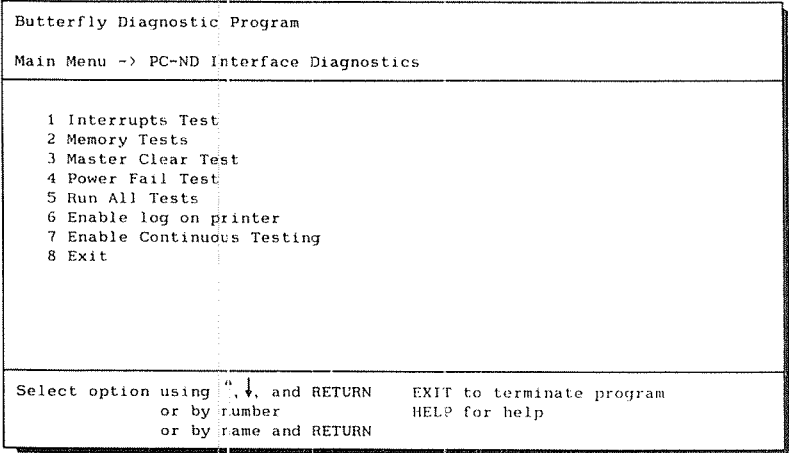 Butterfly Diagnostic Program
Main Menu -> PC-ND Interface Diagnostics
1 Interrupts Test
2 Memory Tests
3 Master Clear Test
4 Power Fail Test
5 Run All Tests
6 Enable log on printer
7 Enable Continuous Testing
8 Exit
Select option using ",↓, and RETURN EXIT to terminate program
or by number HELP for help
or by name and RETURN